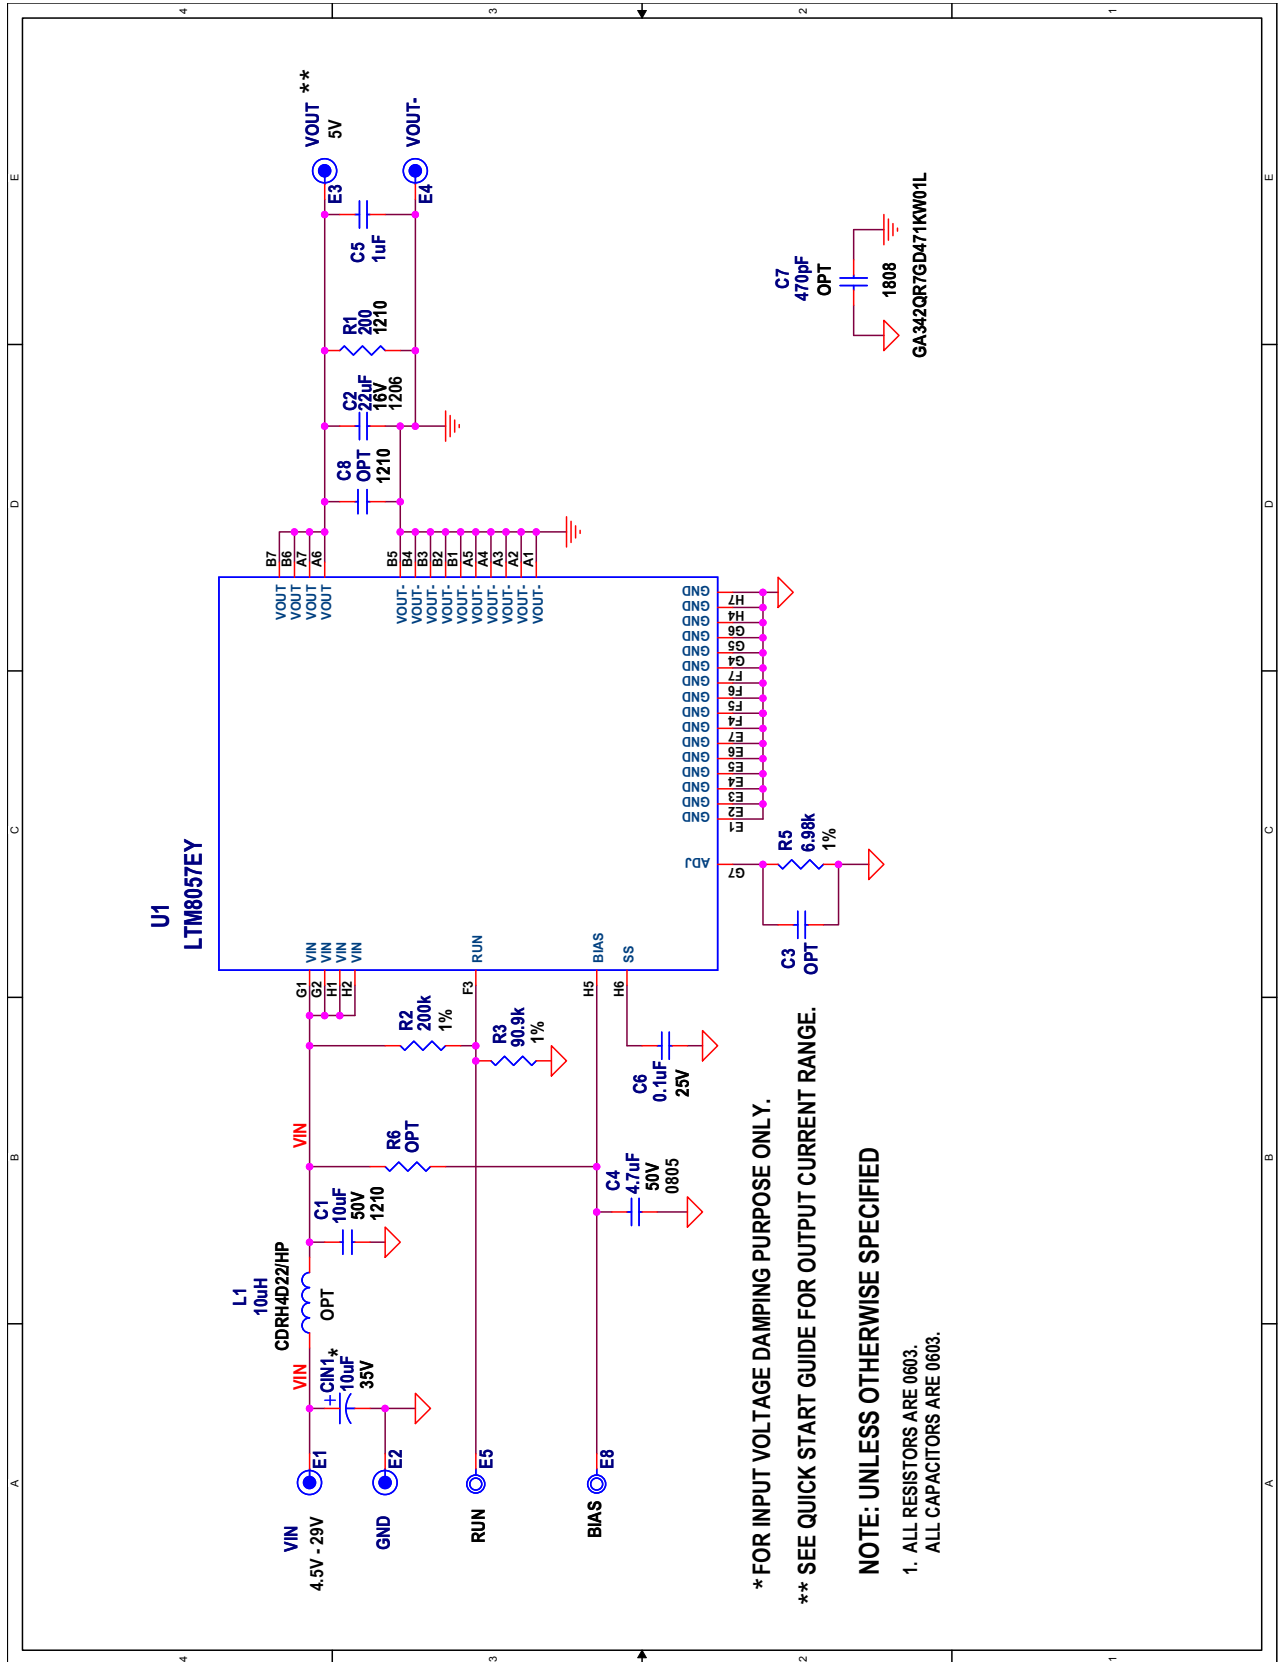 U1
LTM8057EY
VIN
4.5V - 29V
E1
GND
E2
RUN
E5
BIAS
E8
VIN
+
CIN1*
10uF
35V
L1
10uH
CDRH4D22/HP
OPT
C1
10uF
50V
1210
VIN
R6
OPT
C4
4.7uF
50V
0805
R2
200k
1%
R3
90.9k
1%
C6
0.1uF
25V
G1 VIN
G2 VIN
H1 VIN
H2 VIN
F3 RUN
H5 BIAS
H6 SS
ADJ
G7
C3
OPT
R5
6.98k
1%
GND E1
GND E2
GND E3
GND E4
GND E5
GND E6
GND E7
GND F4
GND F5
GND F6
GND F7
GND G4
GND G5
GND G6
GND H4
GND H7
VOUT B7
VOUT B6
VOUT A7
VOUT A6
VOUT- B5
VOUT- B4
VOUT- B3
VOUT- B2
VOUT- B1
VOUT- A5
VOUT- A4
VOUT- A3
VOUT- A2
VOUT- A1
C8
OPT
1210
C2
22uF
16V
1206
R1
200
1210
C5
1uF
E3
VOUT **
5V
E4
VOUT-
C7
470pF
OPT
1808
GA342QR7GD471KW01L
* FOR INPUT VOLTAGE DAMPING PURPOSE ONLY.
** SEE QUICK START GUIDE FOR OUTPUT CURRENT RANGE.
NOTE: UNLESS OTHERWISE SPECIFIED
1. ALL RESISTORS ARE 0603.
ALL CAPACITORS ARE 0603.
A
B
C
D
E
A
B
C
D
E
4
3
2
1
4
3
2
1